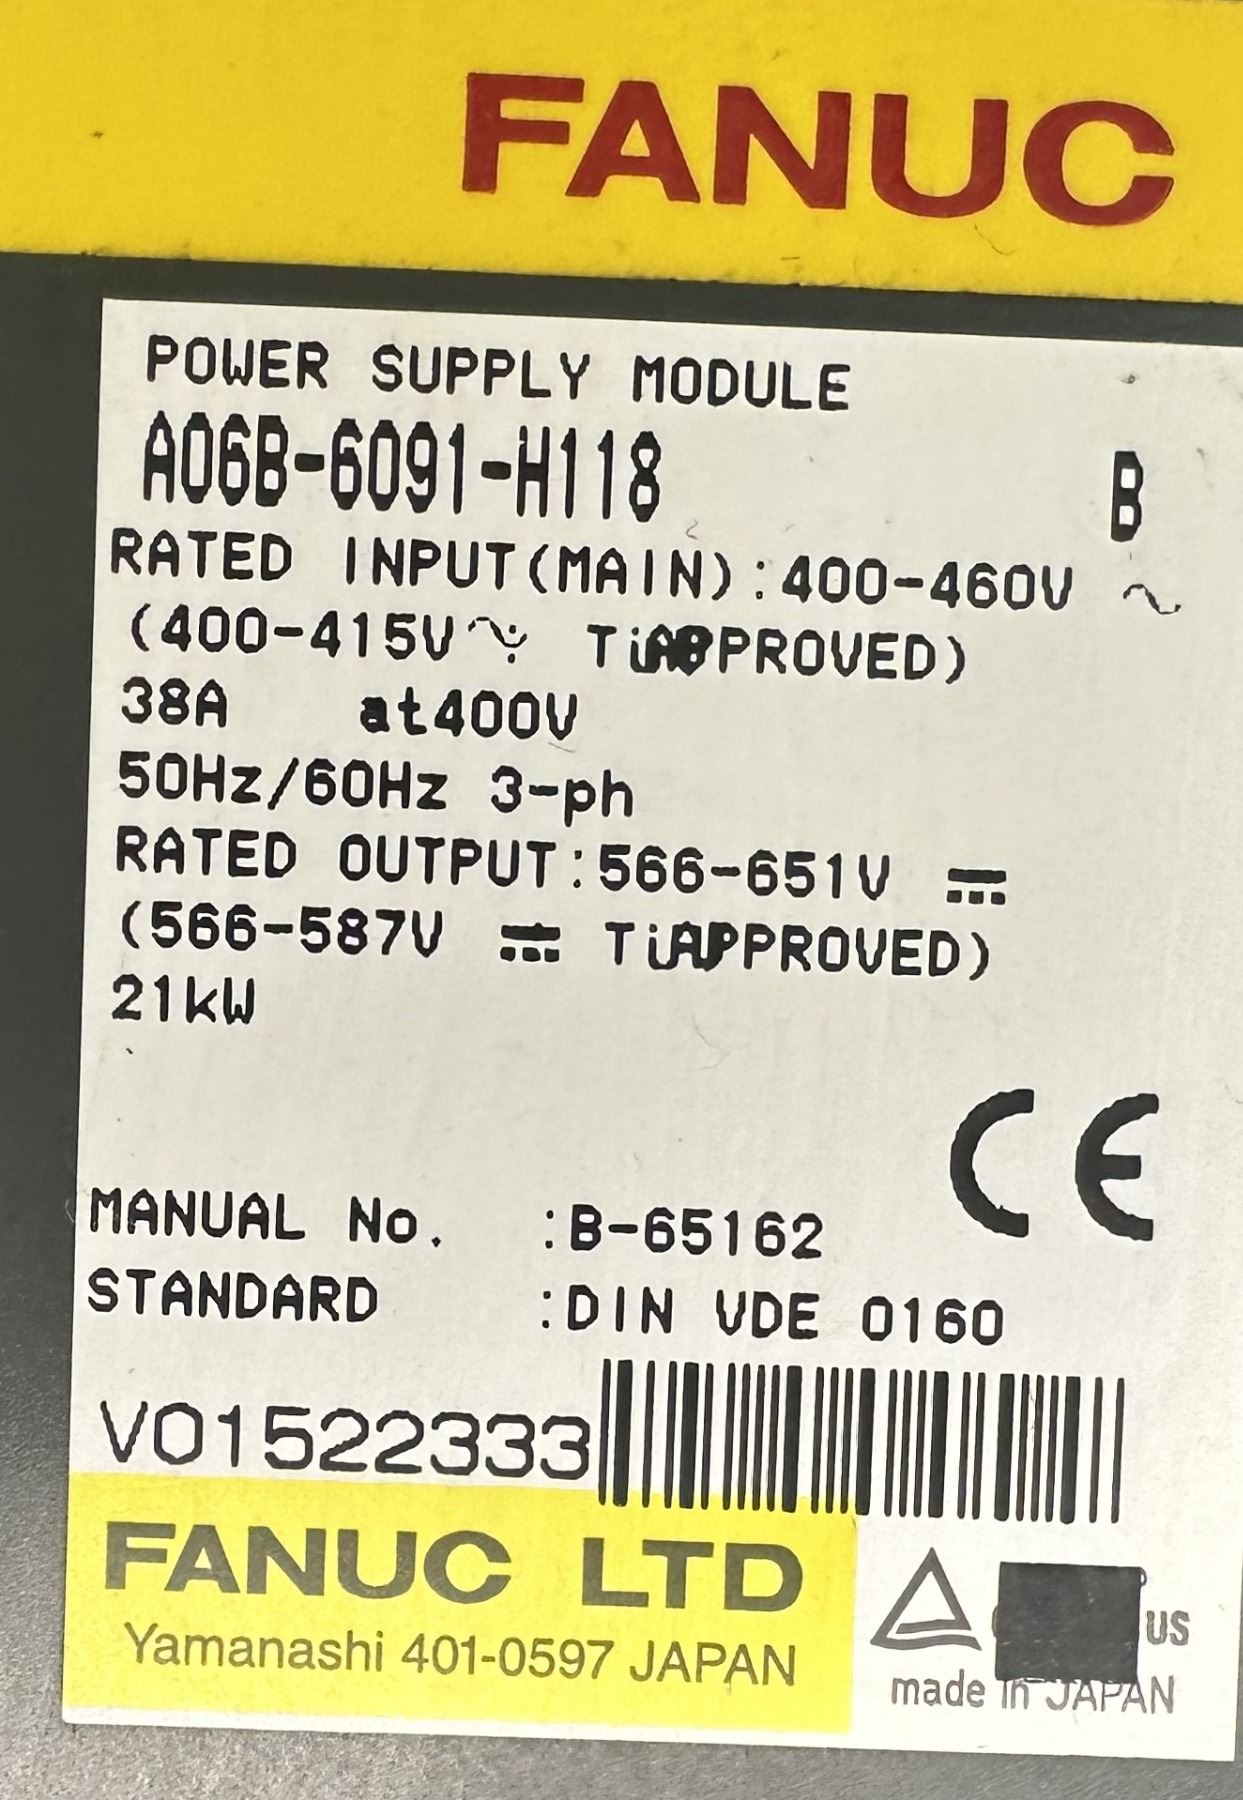 FANUC
POWER SUPPLY MODULE
A06B-6091-H118 B
RATED INPUT(MAIN):400-460V ~
(400-415V PROVED)
38A at400V
50Hz/60Hz 3-ph
RATED OUTPUT:566-651V ⎓
(566-587V ⎓ PROVED)
21kW
CE
MANUAL No. :B-65162
STANDARD :DIN VDE 0160
V01522333
FANUC LTD
Yamanashi 401-0597 JAPAN
US
made in JAPAN